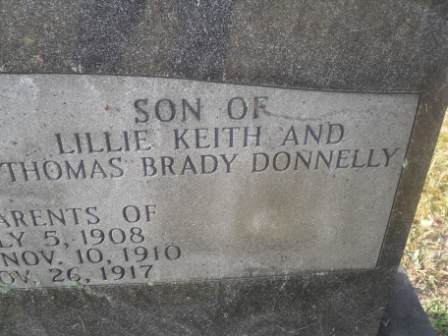 SON OF
LILLIE KEITH AND
THOMAS BRADY DONNELLY
ARENTS OF
LY 5, 1908
NOV. 10, 1910
OV. 26, 1917